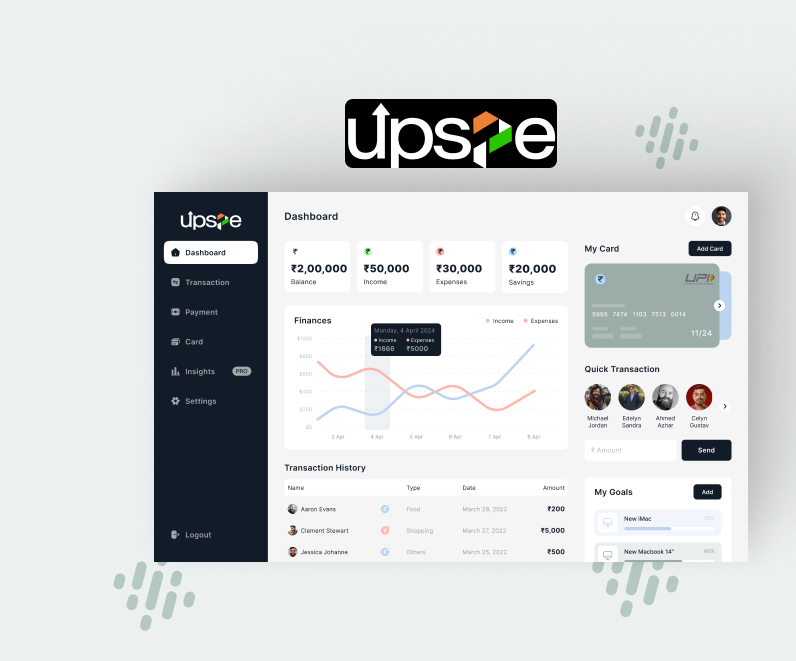 upspe
upspe
Dashboard
Transaction
Payment
Card
Insights PRO
Settings
Logout
Dashboard
₹
₹2,00,000
Balance
₹
₹50,000
Income
₹
₹30,000
Expenses
₹
₹20,000
Savings
Finances
Income Expenses
Monday, 4 April 2024
Income Expenses
₹1666 ₹5000
$1000
$800
$600
$400
$200
$0
3 Apr 4 Apr 5 Apr 6 Apr 7 Apr 8 Apr
Transaction History
Name Type Date Amount
Aaron Evans Food March 29, 2022 ₹200
Clement Stewart Shopping March 27, 2022 ₹5,000
Jessica Johanne Others March 25, 2022 ₹500
My Card Add Card
₹ UPI
5995 7474 1103 7513 0014
11/24
Quick Transaction
Michael Jordan
Edelyn Sandra
Ahmed Azhar
Celyn Gustav
₹ Amount Send
My Goals Add
New iMac
New Macbook 14" 60%